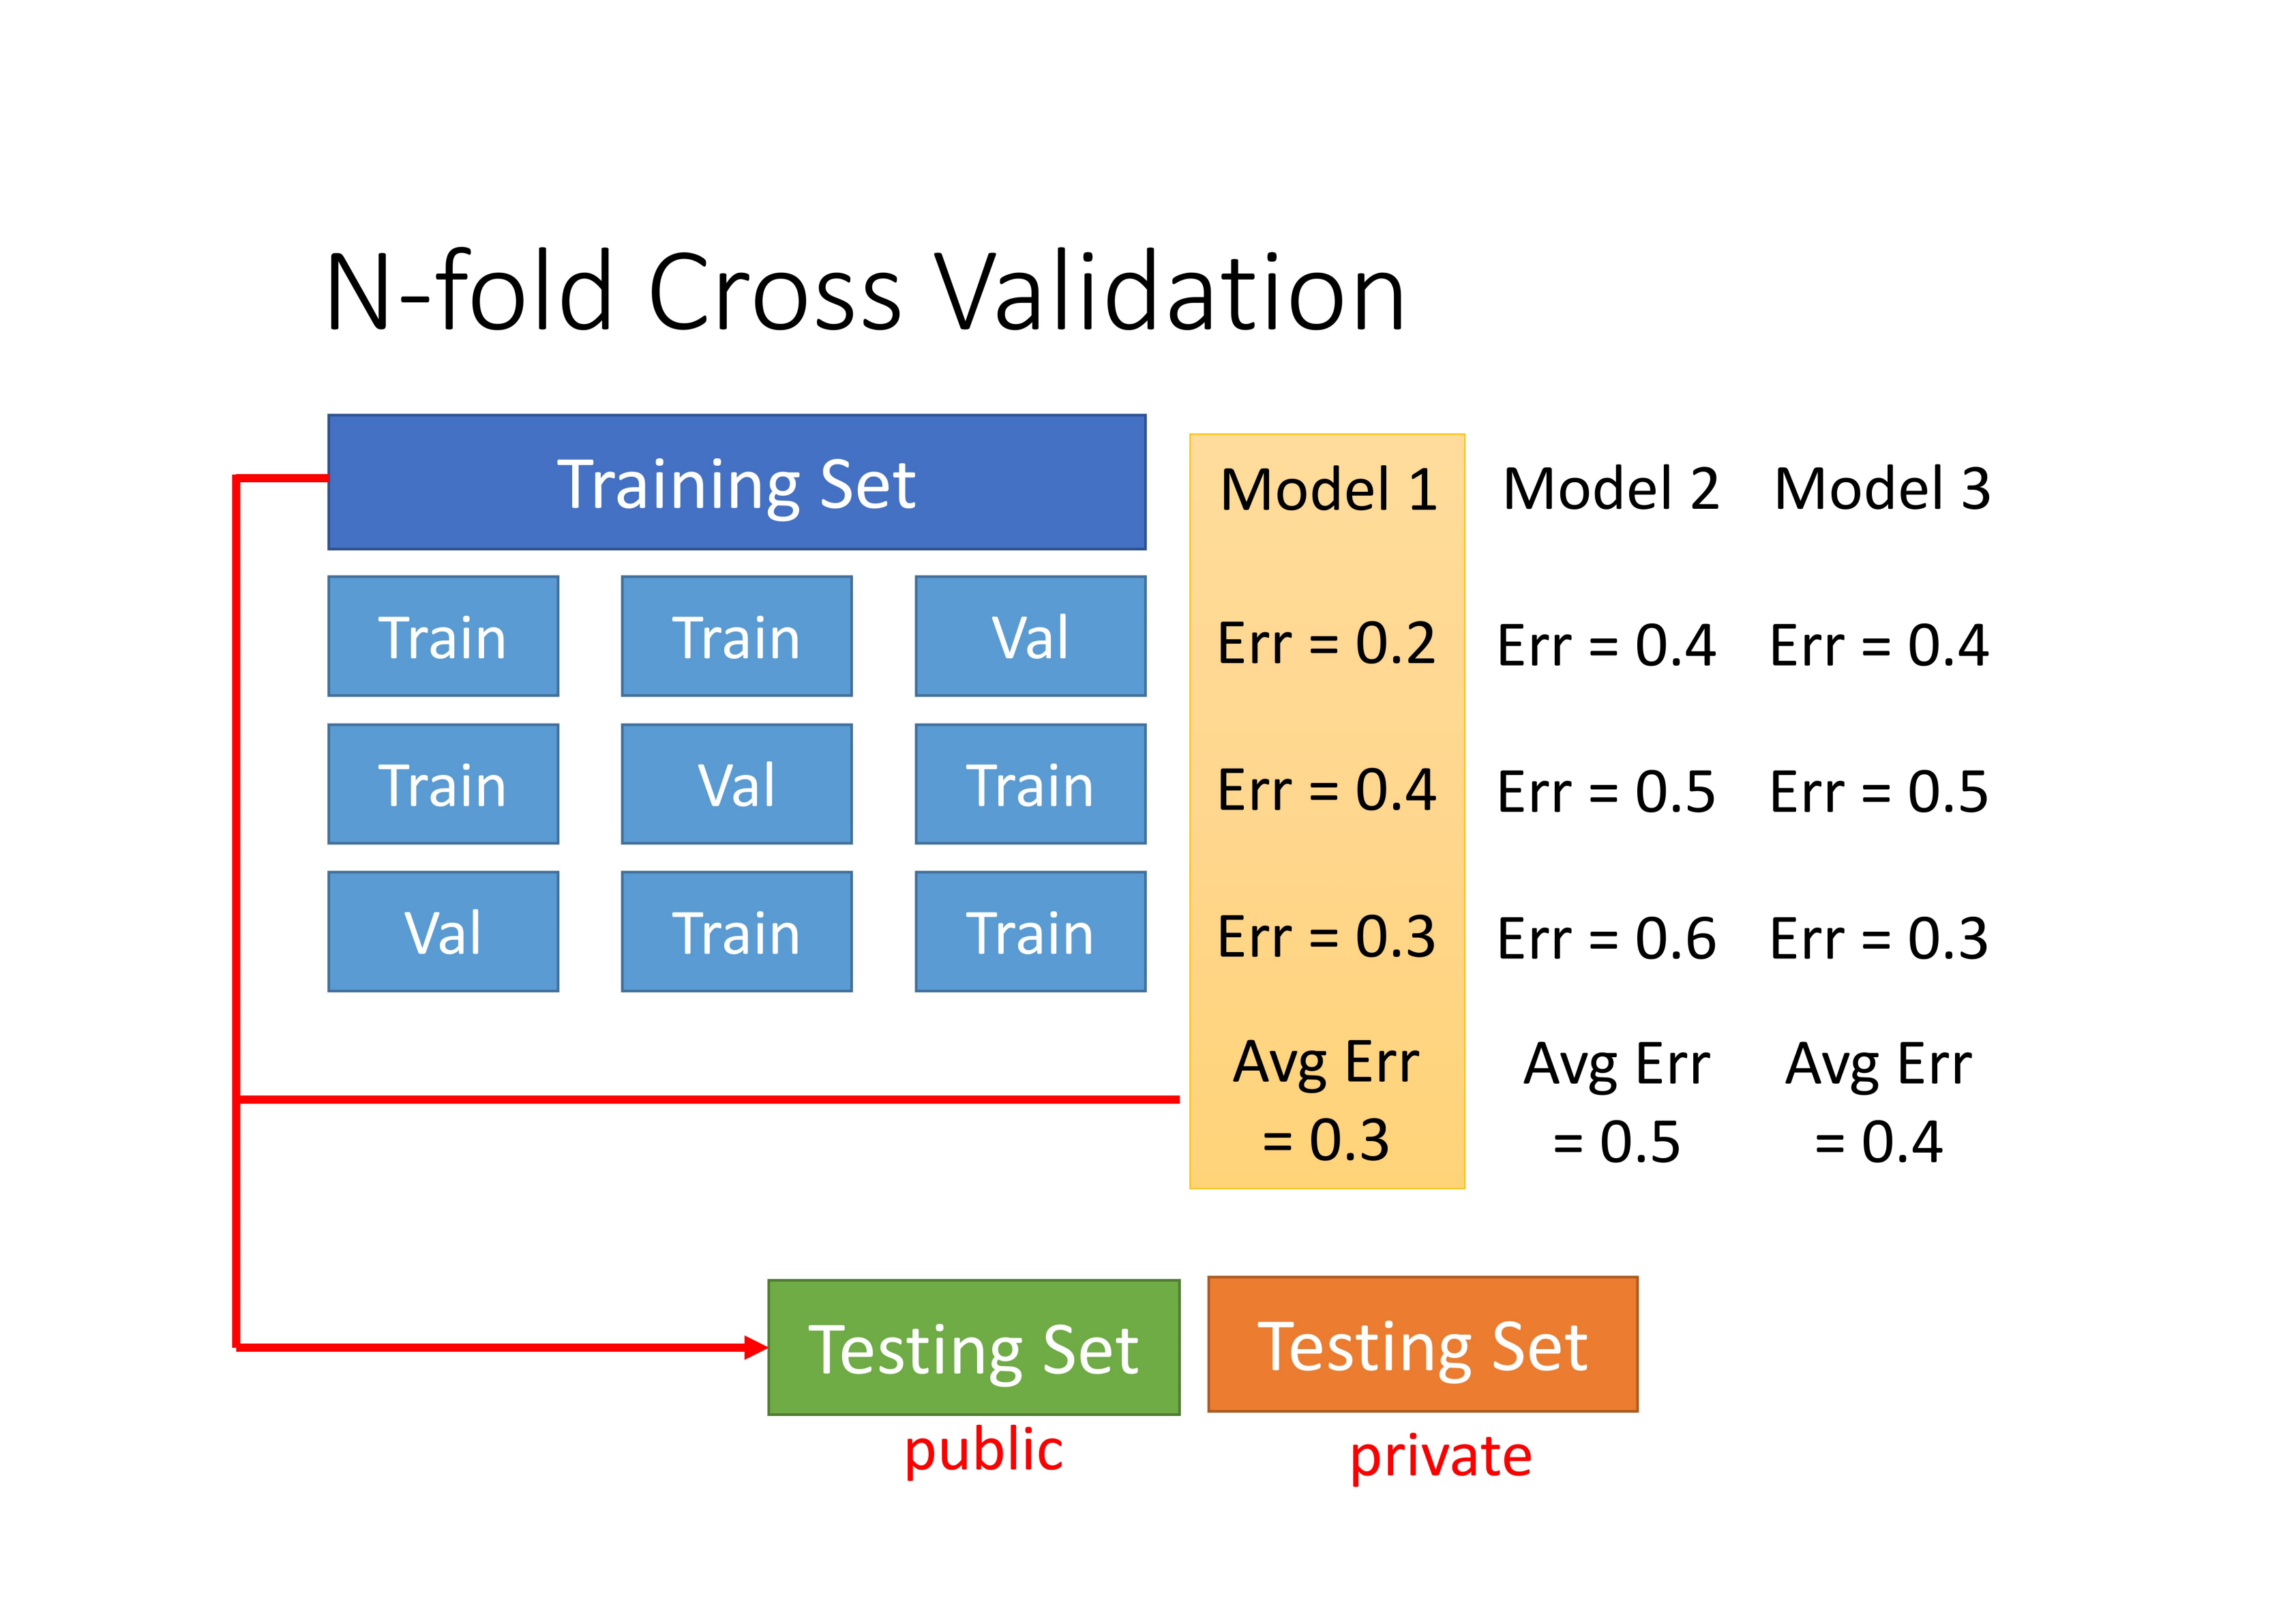 N-fold Cross Validation
Training Set
Model 1
Model 2
Model 3
Train
Train
Val
Err = 0.2
Err = 0.4
Err = 0.4
Train
Val
Train
Err = 0.4
Err = 0.5
Err = 0.5
Val
Train
Train
Err = 0.3
Err = 0.6
Err = 0.3
Avg Err
= 0.3
Avg Err
= 0.5
Avg Err
= 0.4
Testing Set
public
Testing Set
private